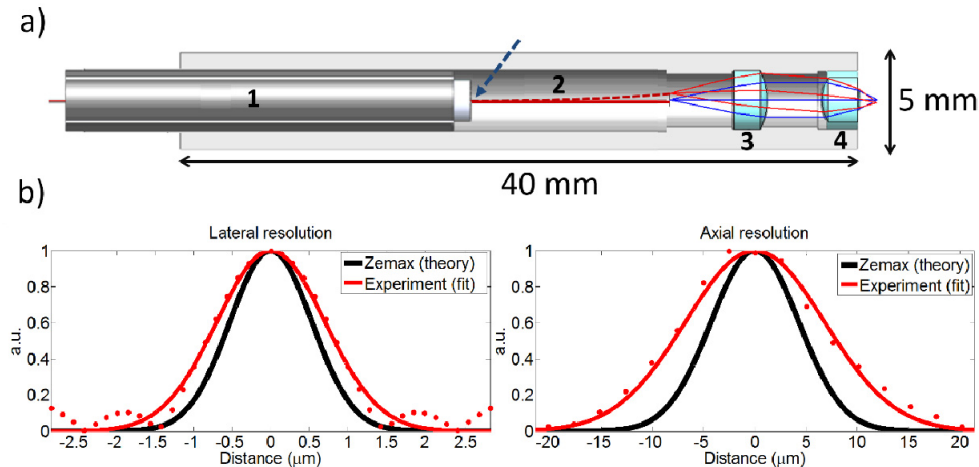 a)
1
2
3
4
5 mm
40 mm
b)
Lateral resolution
Zemax (theory)
Experiment (fit)
a.u.
1
0.8
0.6
0.4
0.2
0
-2.5 -2 -1.5 -1 -0.5 0 0.5 1 1.5 2 2.5
Distance (μm)
Axial resolution
Zemax (theory)
Experiment (fit)
a.u.
1
0.8
0.6
0.4
0.2
0
-20 -15 -10 -5 0 5 10 15 20
Distance (μm)